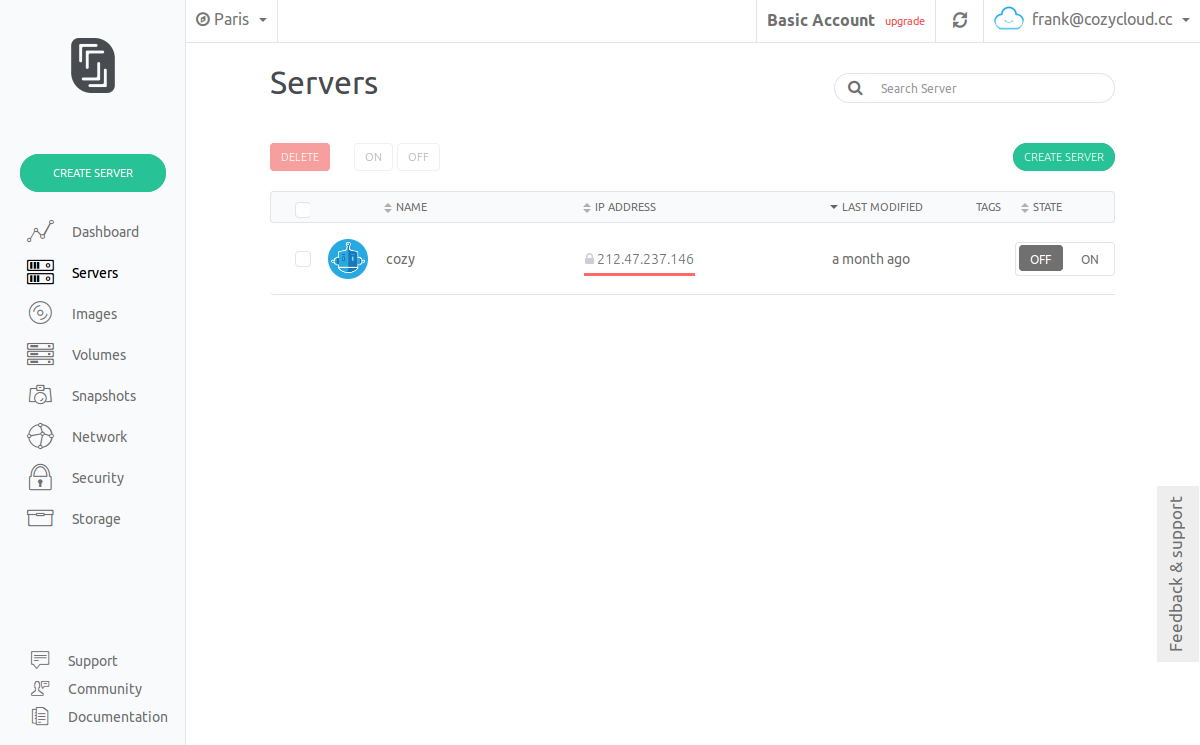 Paris
Basic Account upgrade
frank@cozycloud.cc
Servers
Search Server
CREATE SERVER
DELETE ON OFF
CREATE SERVER
NAME IP ADDRESS LAST MODIFIED TAGS STATE
cozy 212.47.237.146 a month ago OFF ON
Dashboard
Servers
Images
Volumes
Snapshots
Network
Security
Storage
Feedback & support
Support
Community
Documentation